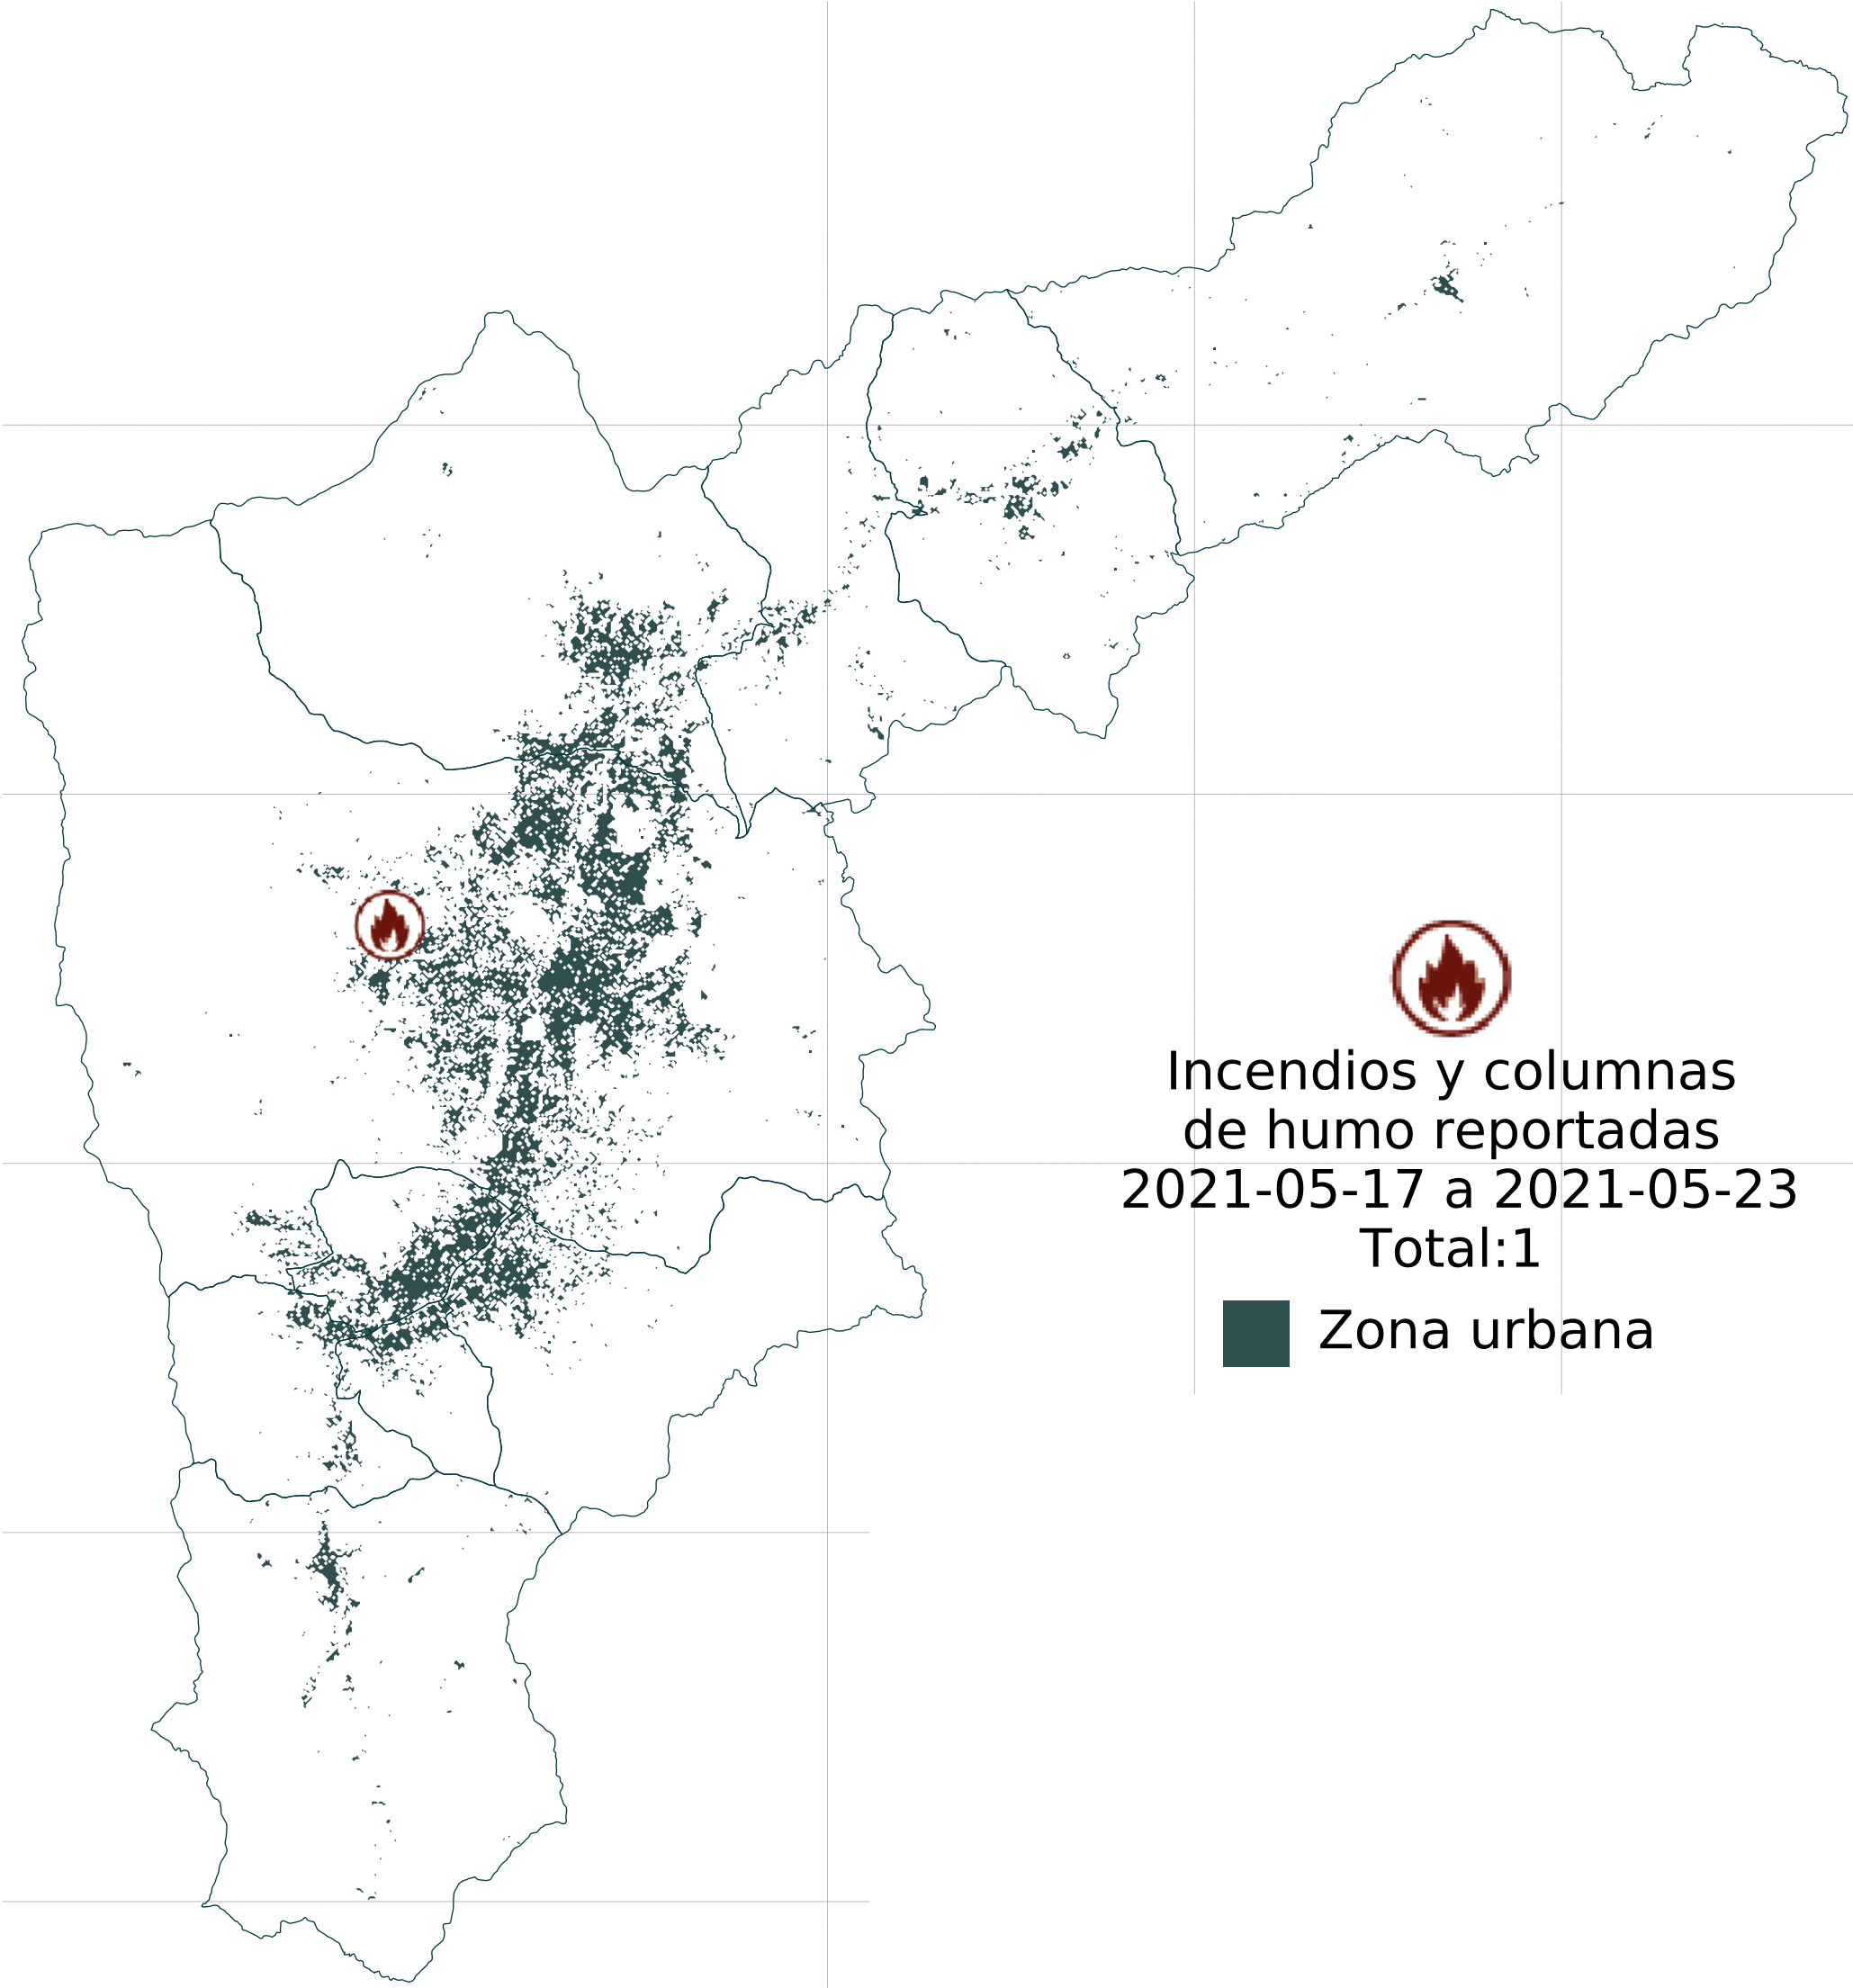 Incendios y columnas
de humo reportadas
2021-05-17 a 2021-05-23
Total:1
Zona urbana